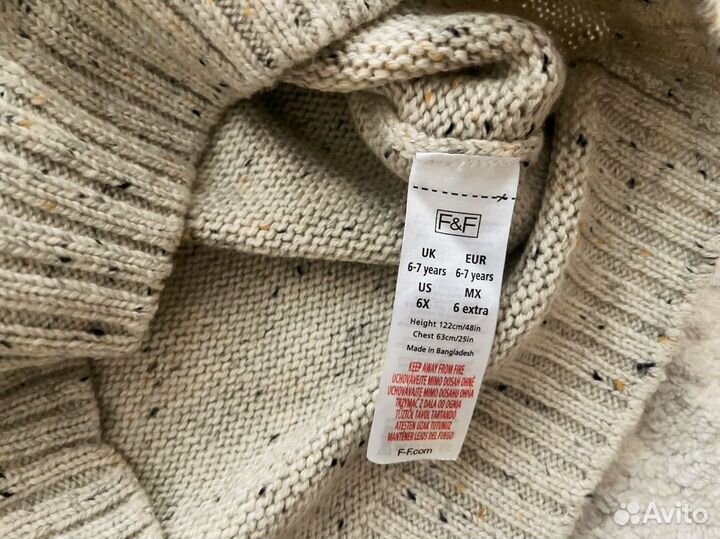 F&F
UK EUR
6-7 years 6-7 years
US MX
6X 6 extra
Height 122cm/48in
Chest 63cm/25in
Made in Bangladesh
KEEP AWAY FROM FIRE
UCHOVÁVEJTE MIMO DOSAH OHNĚ
UCHOVÁVAJTE MIMO DOSAHU OHŇA
TRZYMAĆ Z DALA OD OGNIA
TŰZTŐL TÁVOL TARTANDÓ
ATEŞTEN UZAK TUTUNUZ
MANTENER LEJOS DEL FUEGO
F-F.com
Avito